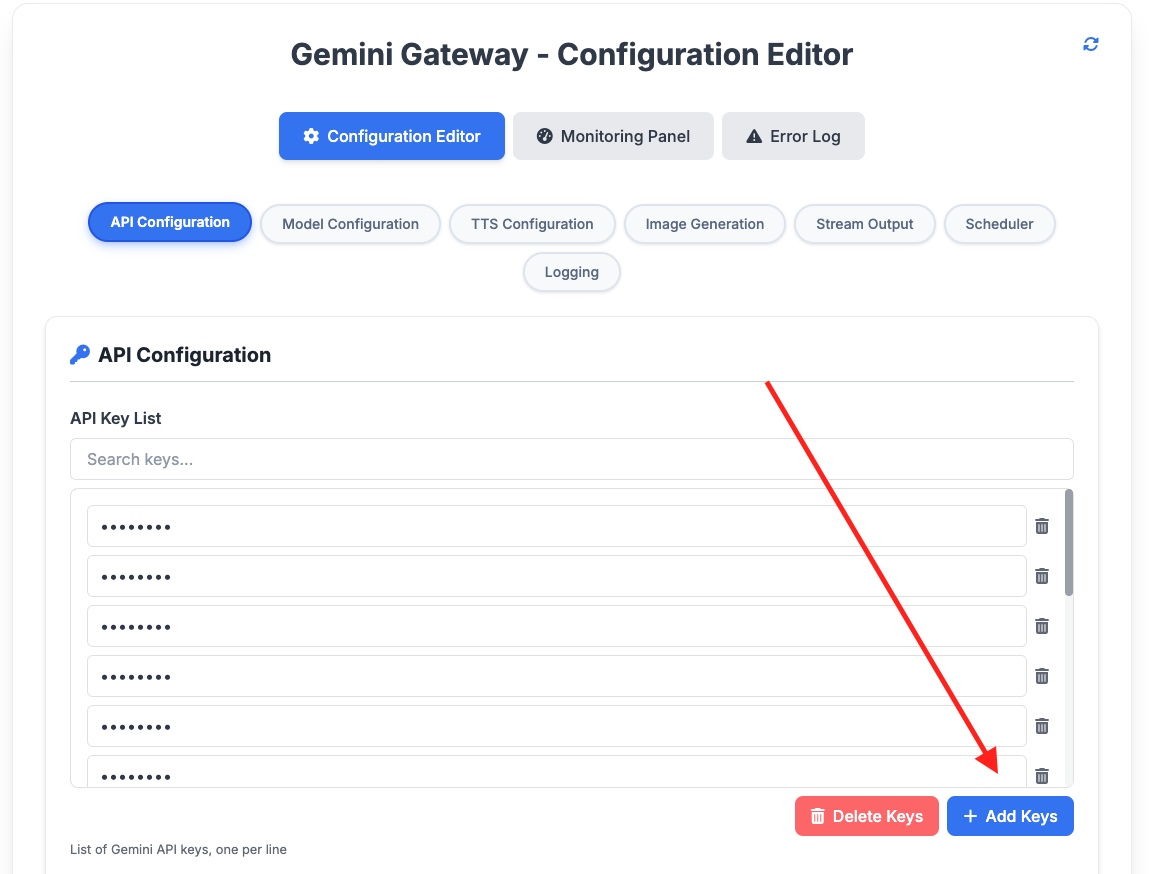 Gemini Gateway - Configuration Editor
Configuration Editor
Monitoring Panel
Error Log
API Configuration
Model Configuration
TTS Configuration
Image Generation
Stream Output
Scheduler
Logging
API Configuration
API Key List
Search keys...
••••••••
••••••••
••••••••
••••••••
••••••••
••••••••
Delete Keys
+ Add Keys
List of Gemini API keys, one per line